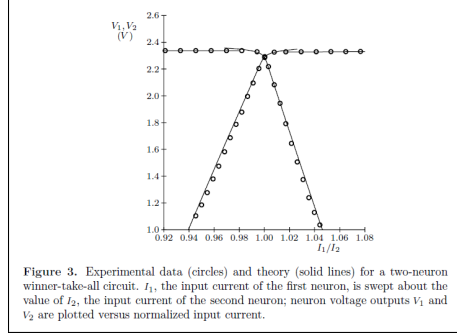 V₁, V₂
(V)
2.6
2.4
2.2
2.0
1.8
1.6
1.4
1.2
1.0
0.92 0.94 0.96 0.98 1.00 1.02 1.04 1.06 1.08
I₁/I₂
Figure 3. Experimental data (circles) and theory (solid lines) for a two-neuron
winner-take-all circuit. I₁, the input current of the first neuron, is swept about the
value of I₂, the input current of the second neuron; neuron voltage outputs V₁ and
V₂ are plotted versus normalized input current.